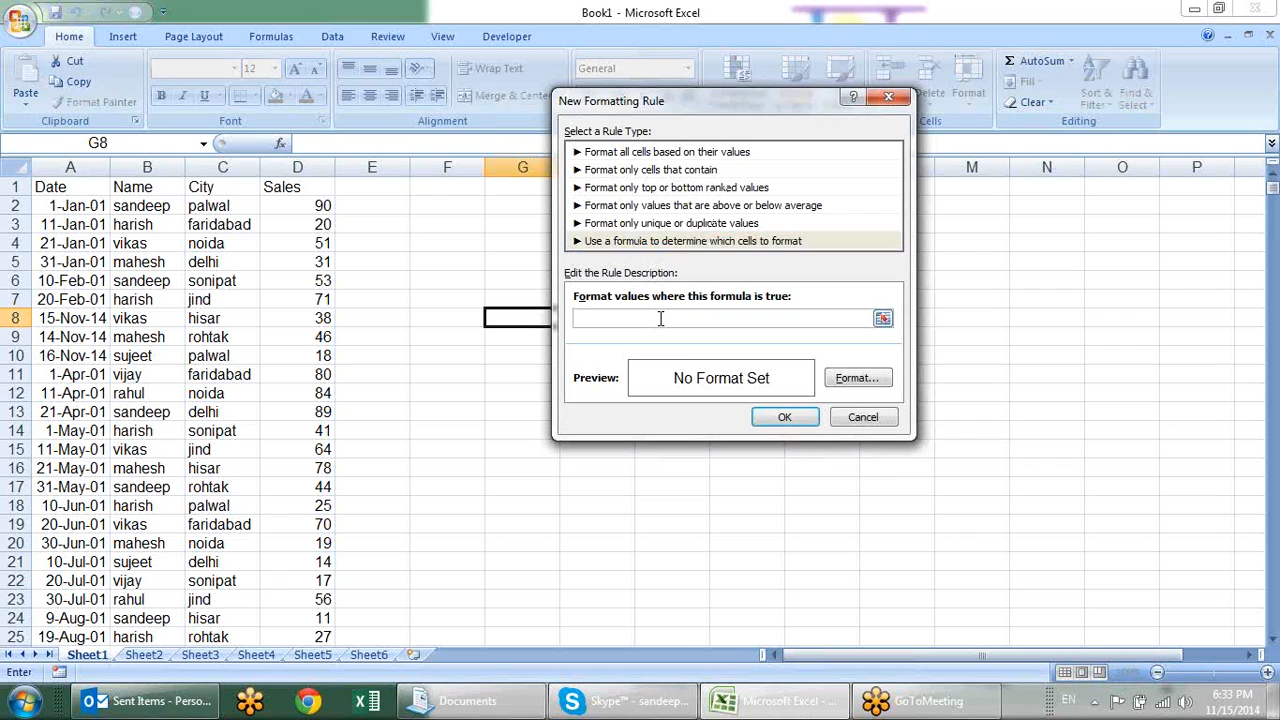 Book1 - Microsoft Excel
Home Insert Page Layout Formulas Data Review View Developer
Cut
Copy
Format Painter
Paste
Clipboard
12
Font
Wrap Text
Merge & Center
Alignment
General
Format
Cells
AutoSum
Fill
Clear
Sort & Filter
Find & Select
Editing
G8
fx
New Formatting Rule
Select a Rule Type:
► Format all cells based on their values
► Format only cells that contain
► Format only top or bottom ranked values
► Format only values that are above or below average
► Format only unique or duplicate values
► Use a formula to determine which cells to format
Edit the Rule Description:
Format values where this formula is true:
Preview:
No Format Set
Format...
OK
Cancel
A B C D E F G M N O P
1 Date Name City Sales
2 1-Jan-01 sandeep palwal 90
3 11-Jan-01 harish faridabad 20
4 21-Jan-01 vikas noida 51
5 31-Jan-01 mahesh delhi 31
6 10-Feb-01 sandeep sonipat 53
7 20-Feb-01 harish jind 71
8 15-Nov-14 vikas hisar 38
9 14-Nov-14 mahesh rohtak 46
10 16-Nov-14 sujeet palwal 18
11 1-Apr-01 vijay faridabad 80
12 11-Apr-01 rahul noida 84
13 21-Apr-01 sandeep delhi 89
14 1-May-01 harish sonipat 41
15 11-May-01 vikas jind 64
16 21-May-01 mahesh hisar 78
17 31-May-01 sandeep rohtak 44
18 10-Jun-01 harish palwal 25
19 20-Jun-01 vikas faridabad 70
20 30-Jun-01 mahesh noida 19
21 10-Jul-01 sujeet delhi 14
22 20-Jul-01 vijay sonipat 17
23 30-Jul-01 rahul jind 56
24 9-Aug-01 sandeep hisar 11
25 19-Aug-01 harish rohtak 27
Sheet1 Sheet2 Sheet3 Sheet4 Sheet5 Sheet6
Enter
Sent Items - Perso...
Documents
Skype™ - sandeep...
Microsoft Excel - ...
GoToMeeting
EN
6:33 PM
11/15/2014